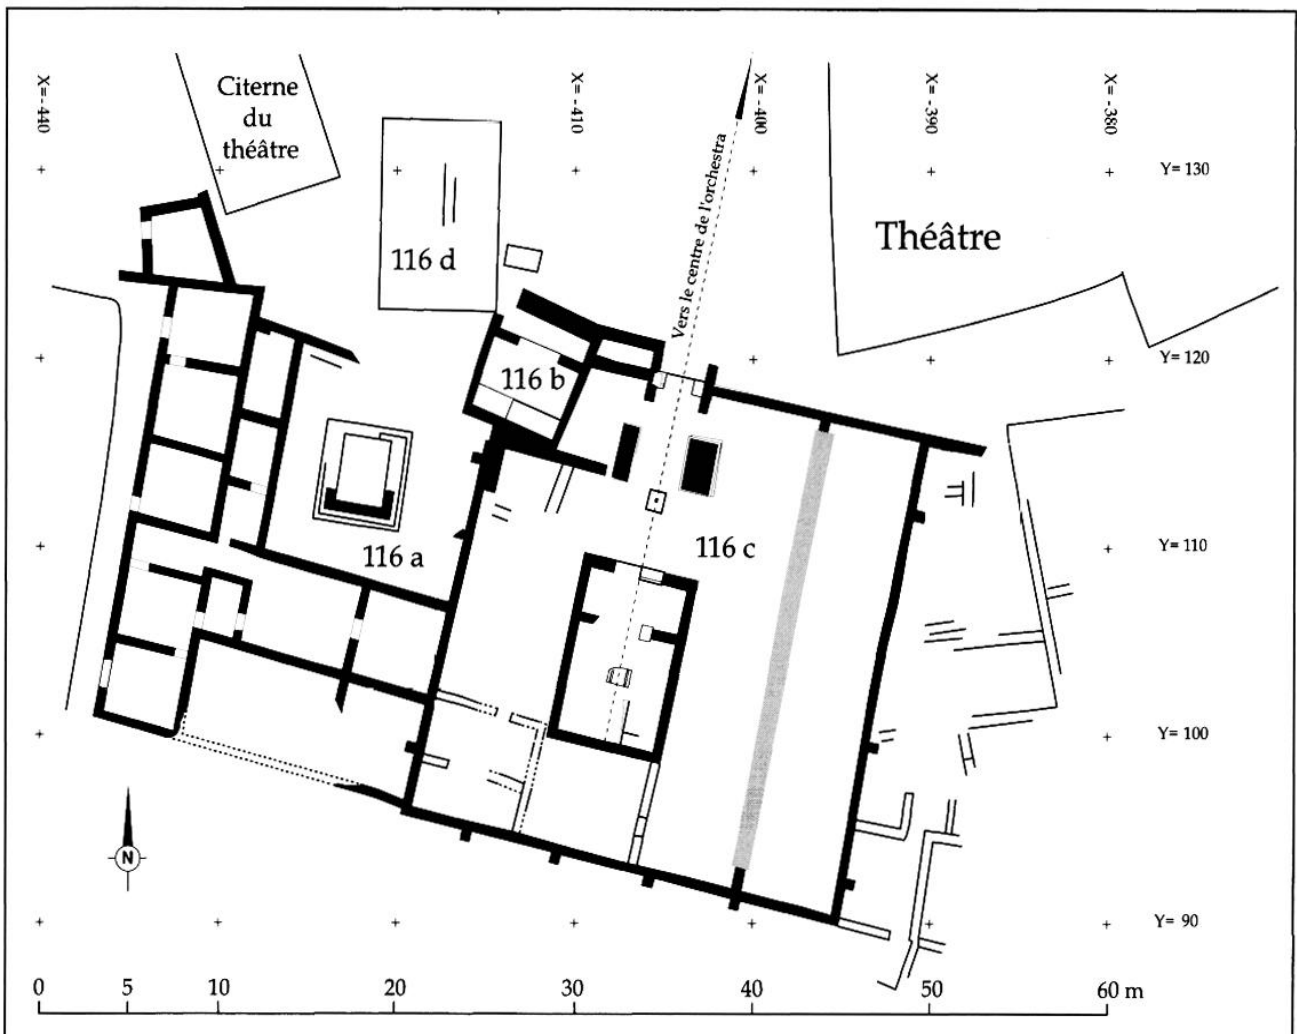 X= -440
X= -410
X= -400
X= -390
X= -380
Citerne
du
théâtre
Y= 130
Vers le centre de l'orchestra
Théâtre
116 d
Y= 120
116 b
116 a
116 c
Y= 110
Y= 100
N
Y= 90
0 5 10 20 30 40 50 60 m